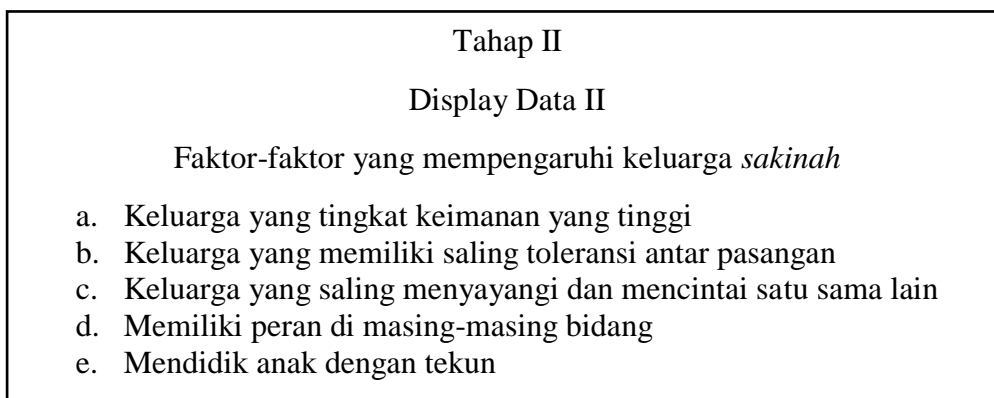 Tahap II
Display Data II
Faktor-faktor yang mempengaruhi keluarga sakinah
a. Keluarga yang tingkat keimanan yang tinggi
b. Keluarga yang memiliki saling toleransi antar pasangan
c. Keluarga yang saling menyayangi dan mencintai satu sama lain
d. Memiliki peran di masing-masing bidang
e. Mendidik anak dengan tekun